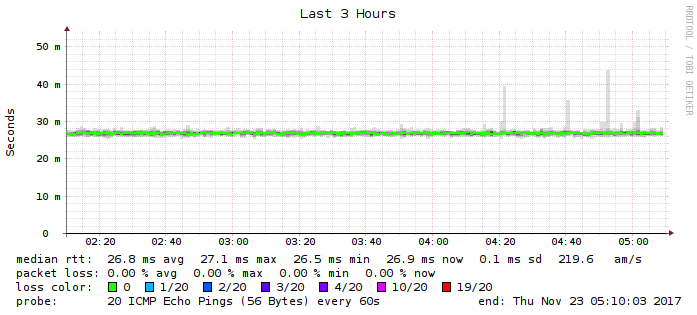 Last 3 Hours
RRDTOOL / TOBI OETIKER
Seconds
50 m
40 m
30 m
20 m
10 m
0
02:20 02:40 03:00 03:20 03:40 04:00 04:20 04:40 05:00
median rtt: 26.8 ms avg 27.1 ms max 26.5 ms min 26.9 ms now 0.1 ms sd 219.6 am/s
packet loss: 0.00 % avg 0.00 % max 0.00 % min 0.00 % now
loss color: 0 1/20 2/20 3/20 4/20 10/20 19/20
probe: 20 ICMP Echo Pings (56 Bytes) every 60s end: Thu Nov 23 05:10:03 2017